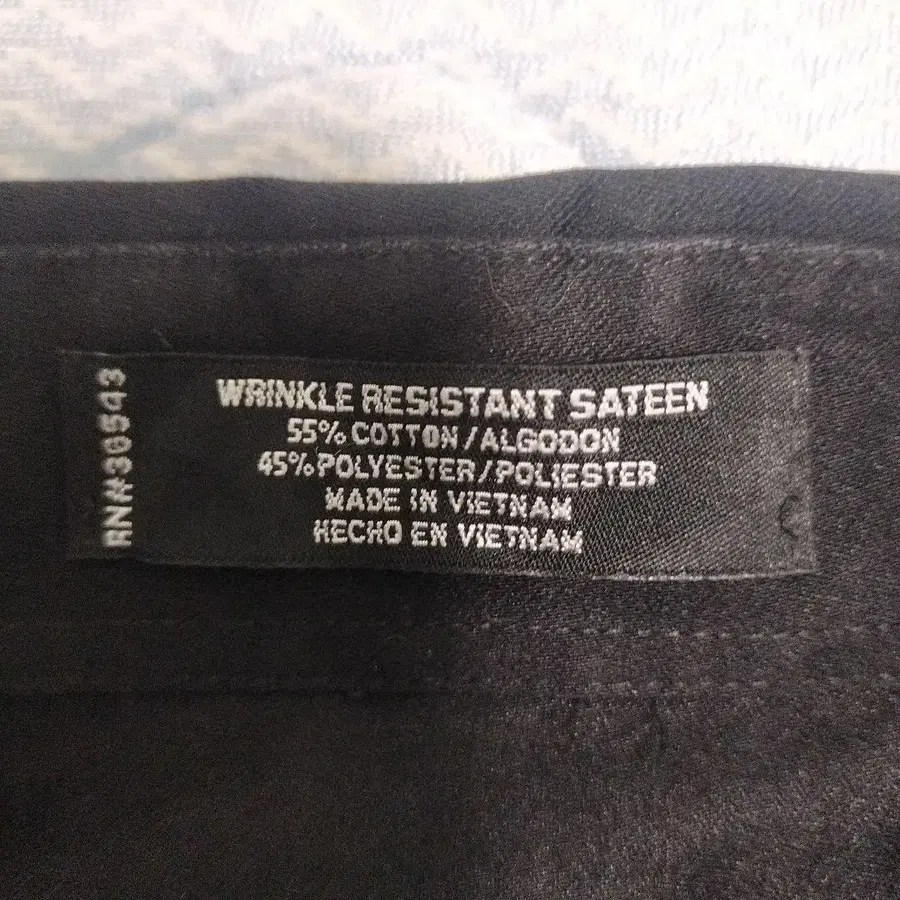 WRINKLE RESISTANT SATEEN
55% COTTON/ALGODON
45% POLYESTER/POLIESTER
MADE IN VIETNAM
HECHO EN VIETNAM
RN#36543